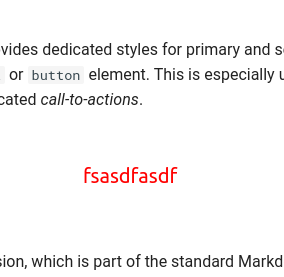 vides dedicated styles for primary and s
or button element. This is especially u
cated call-to-actions.
fsasdfasdf
sion, which is part of the standard Markd